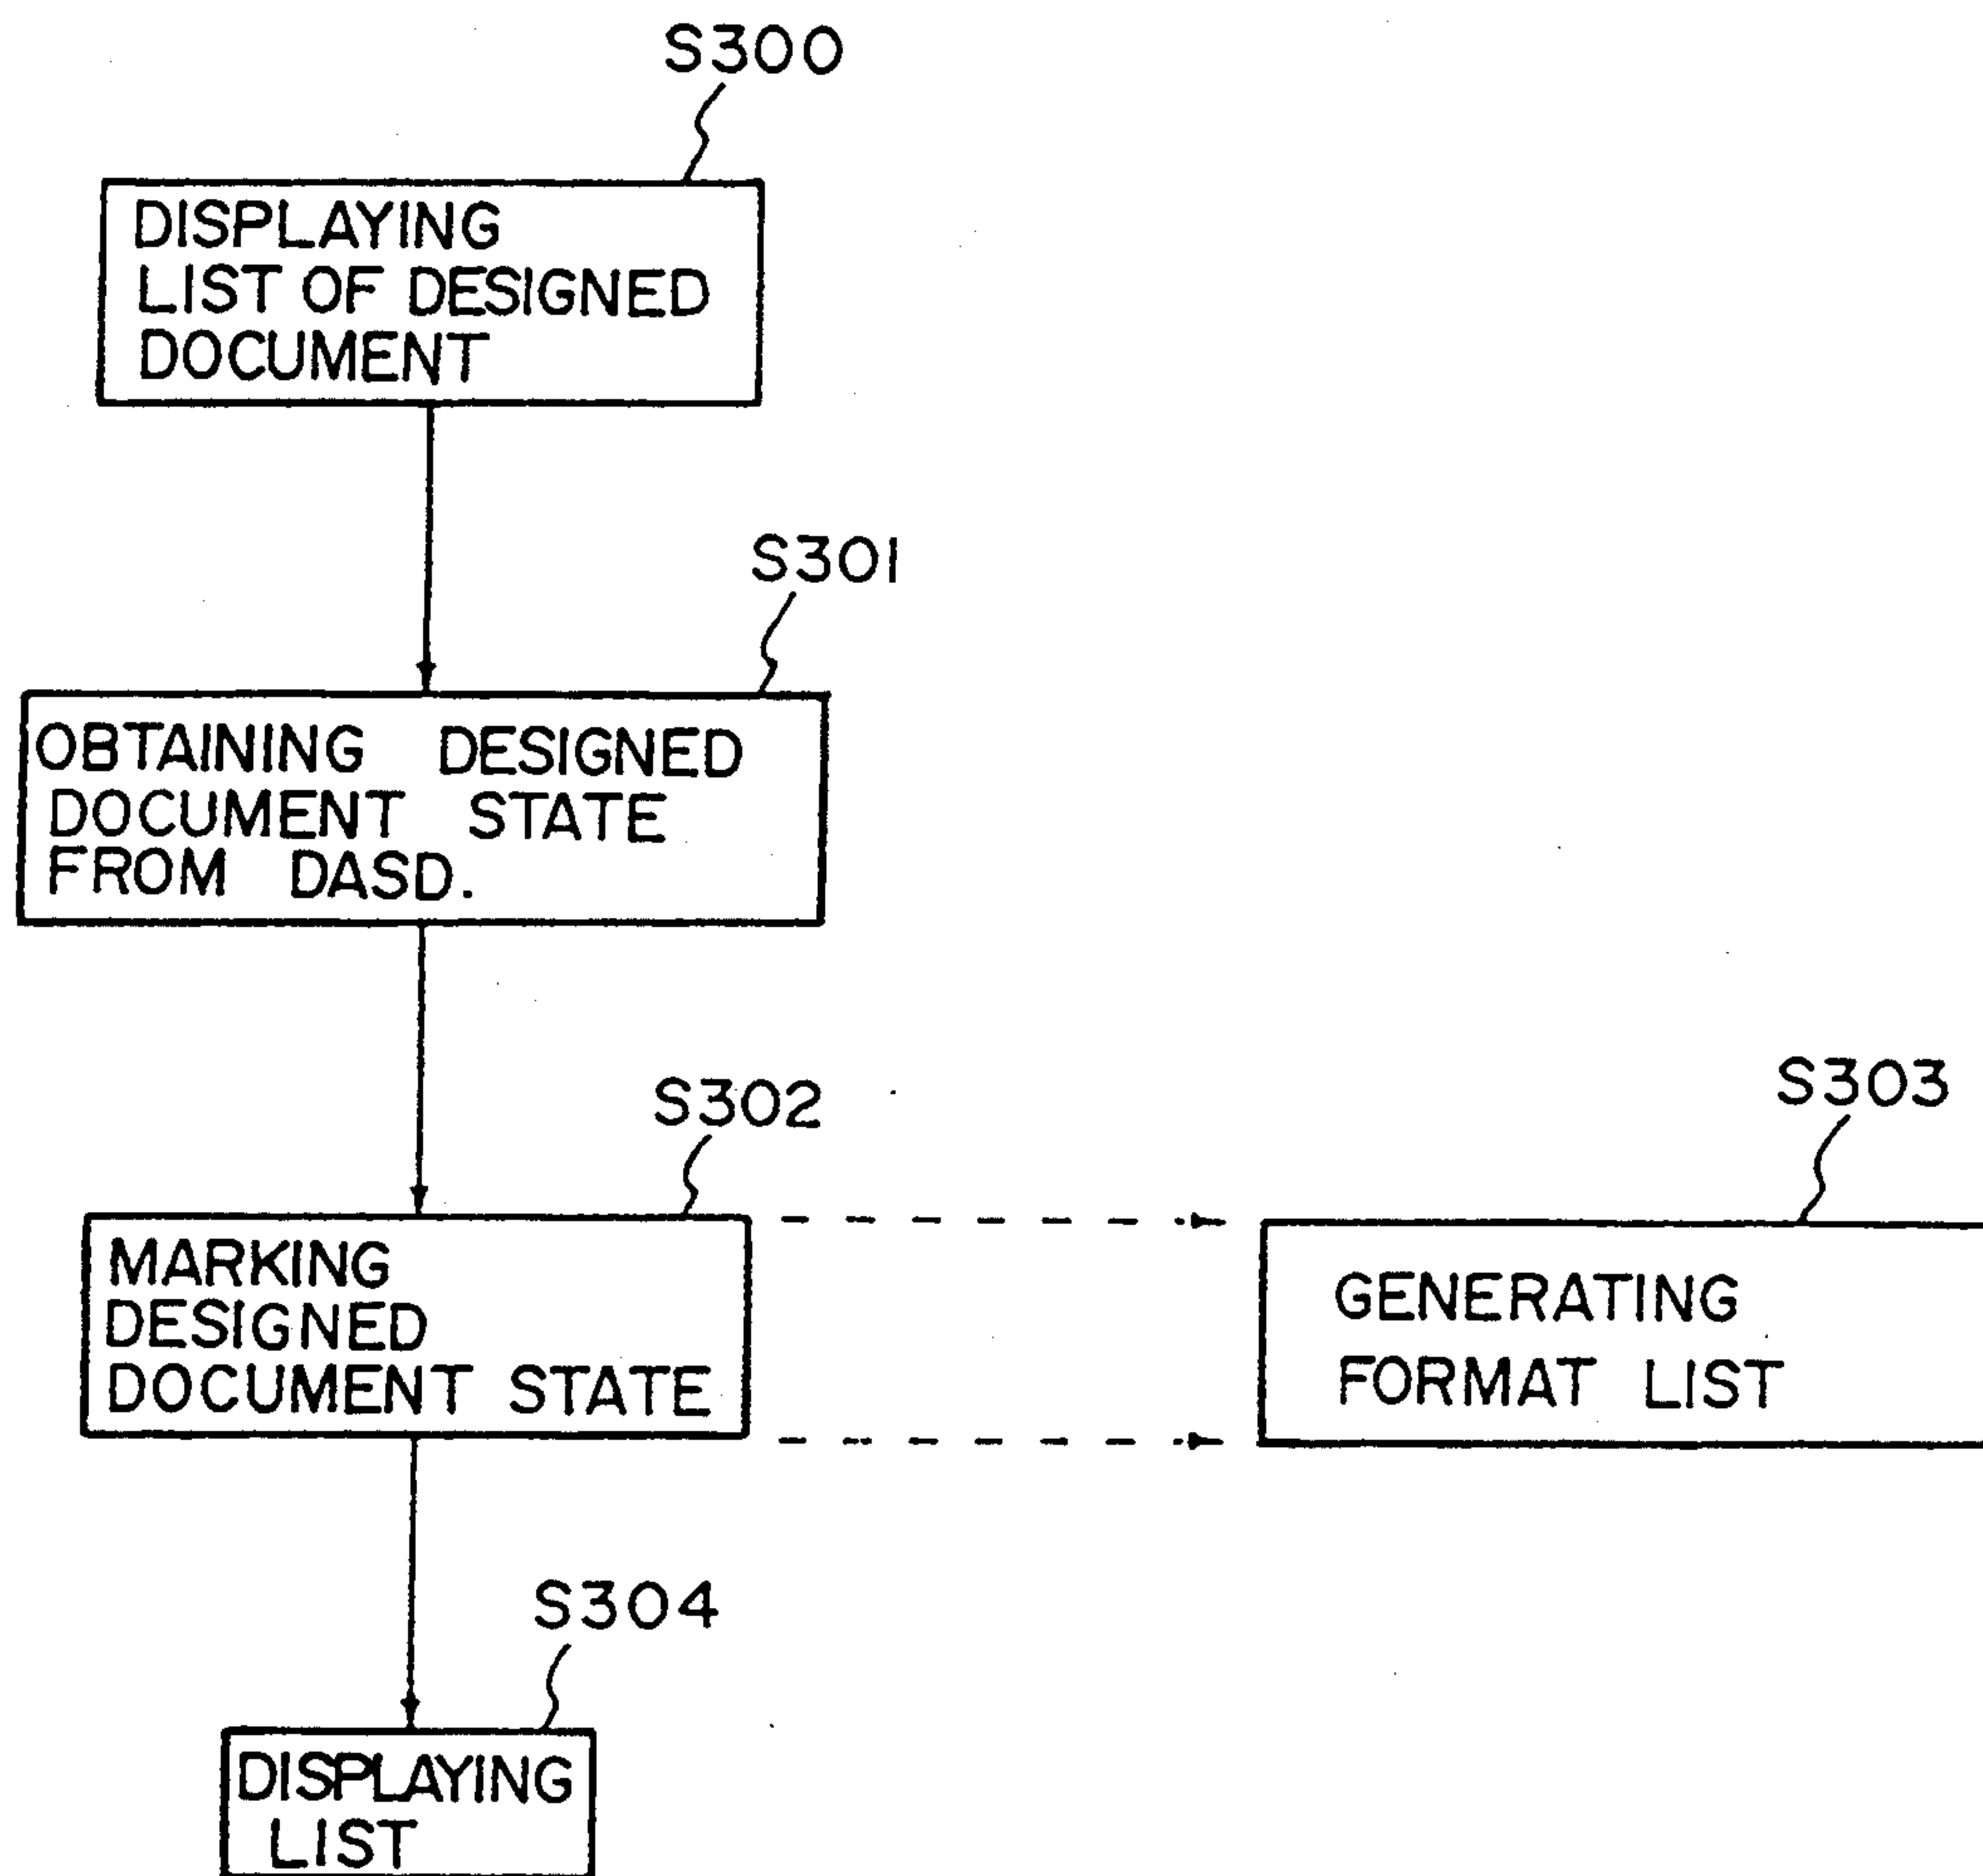 S300
DISPLAYING
LIST OF DESIGNED
DOCUMENT
S301
OBTAINING DESIGNED
DOCUMENT STATE
FROM DASD.
S302
MARKING
DESIGNED
DOCUMENT STATE
S303
GENERATING
FORMAT LIST
S304
DISPLAYING
LIST